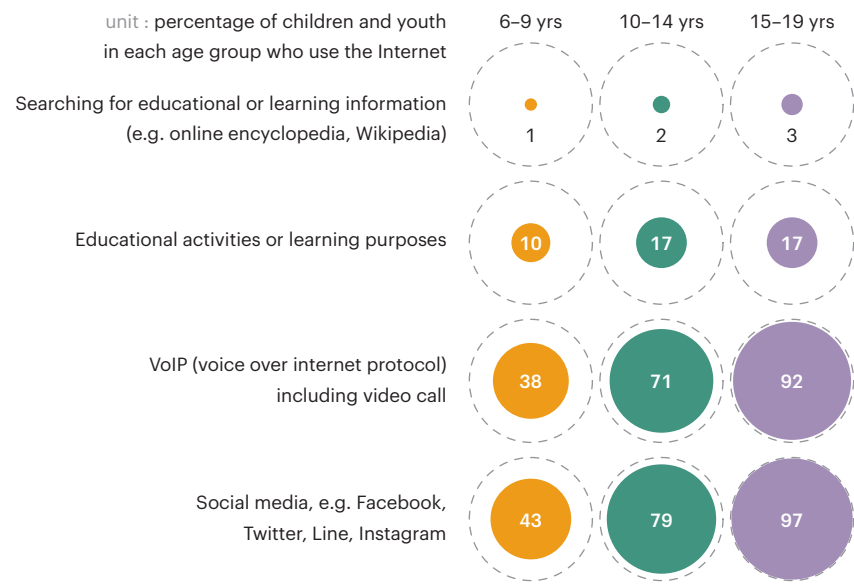 unit : percentage of children and youth
in each age group who use the Internet
6–9 yrs 10–14 yrs 15–19 yrs
Searching for educational or learning information
(e.g. online encyclopedia, Wikipedia)
1 2 3
Educational activities or learning purposes
10 17 17
VoIP (voice over internet protocol)
including video call
38 71 92
Social media, e.g. Facebook,
Twitter, Line, Instagram
43 79 97